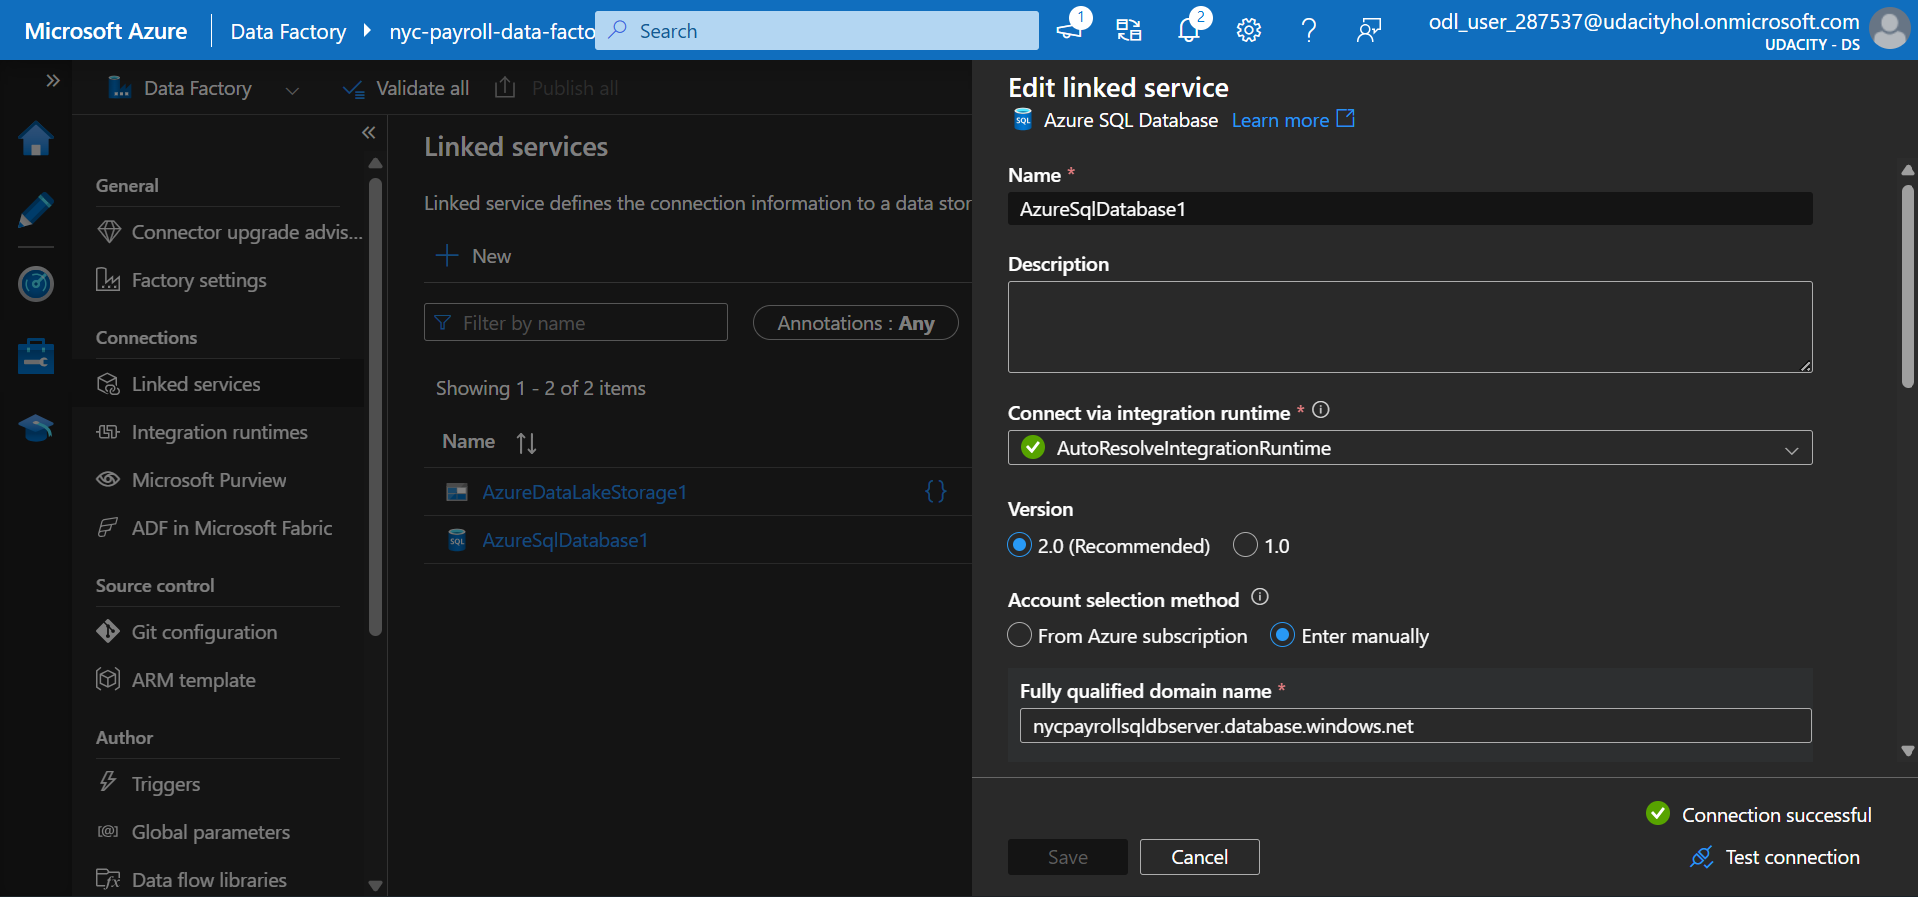 Microsoft Azure
Data Factory
nyc-payroll-data-facto
Search
1
2
odl_user_287537@udacityhol.onmicrosoft.com
UDACITY - DS
Data Factory
Validate all
Publish all
General
Connector upgrade advis...
Factory settings
Connections
Linked services
Integration runtimes
Microsoft Purview
ADF in Microsoft Fabric
Source control
Git configuration
ARM template
Author
Triggers
Global parameters
Data flow libraries
Linked services
Linked service defines the connection information to a data stor
New
Filter by name
Annotations : Any
Showing 1 - 2 of 2 items
Name
AzureDataLakeStorage1
{}
SQL
AzureSqlDatabase1
Edit linked service
SQL
Azure SQL Database Learn more
Name *
AzureSqlDatabase1
Description
Connect via integration runtime *
AutoResolveIntegrationRuntime
Version
2.0 (Recommended) 1.0
Account selection method
From Azure subscription Enter manually
Fully qualified domain name *
nycpayrollsqldbserver.database.windows.net
Connection successful
Save
Cancel
Test connection